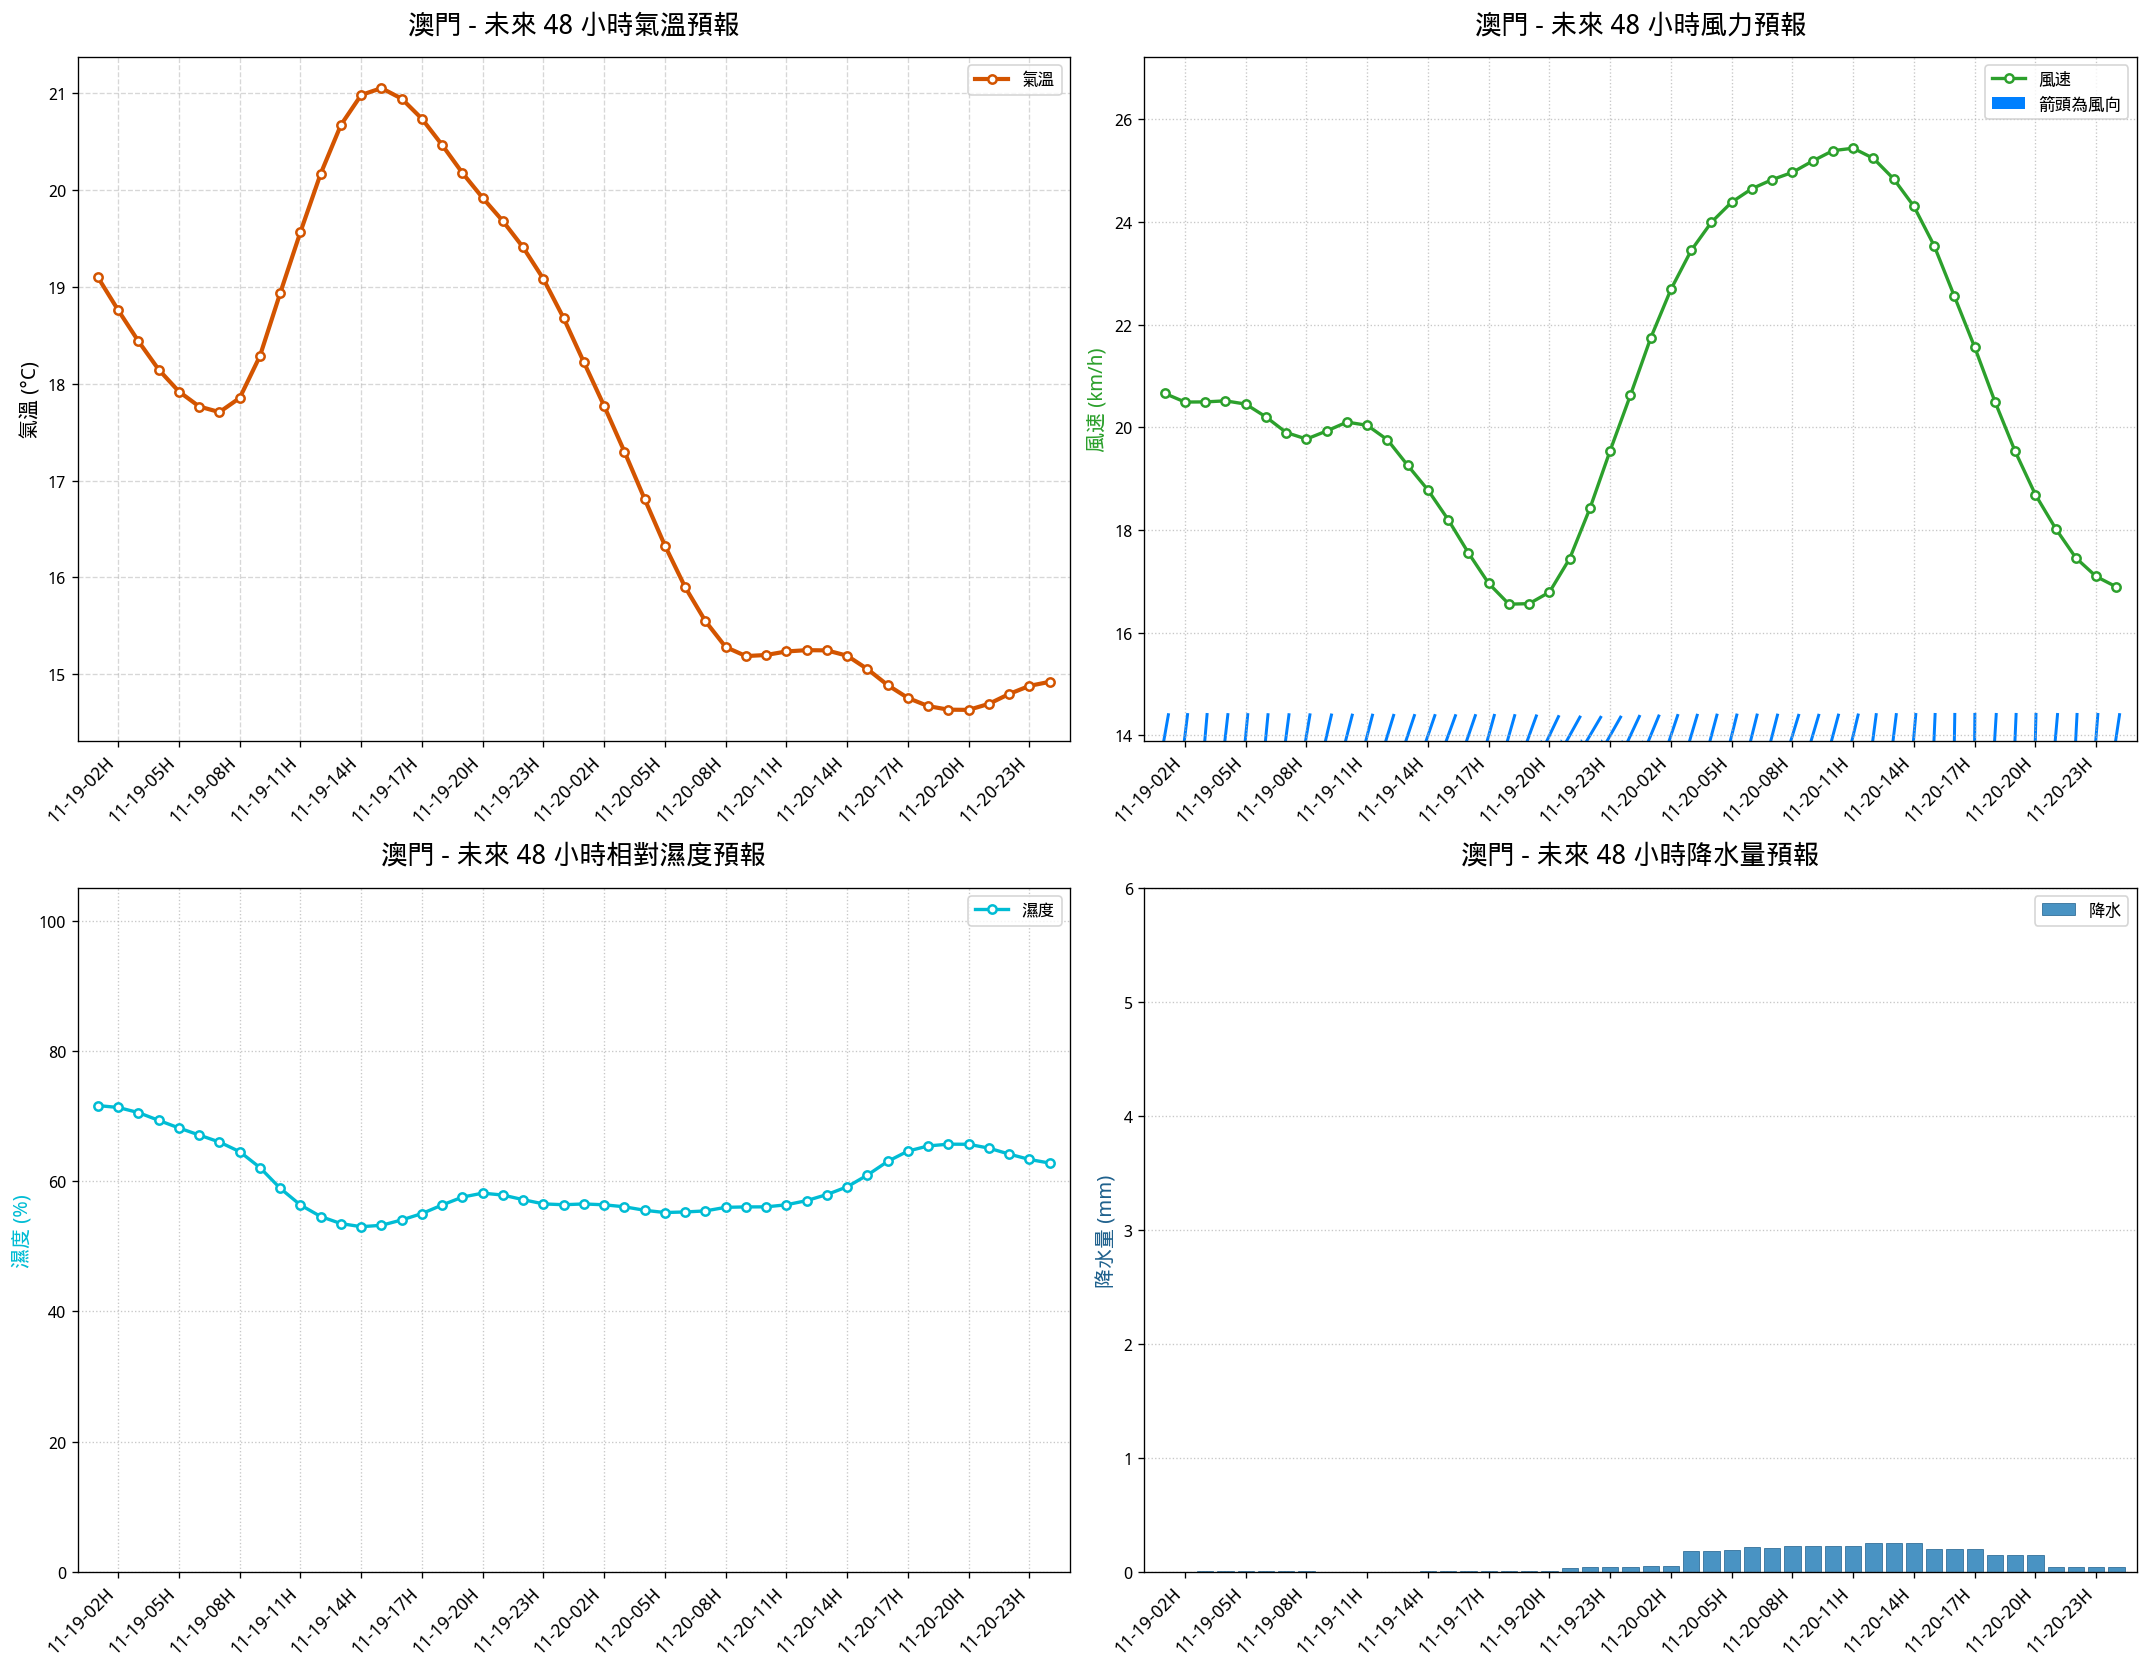 澳門 - 未來 48 小時氣溫預報
氣溫
氣溫 (°C)
21
20
19
18
17
16
15
11-19-02H
11-19-05H
11-19-08H
11-19-11H
11-19-14H
11-19-17H
11-19-20H
11-19-23H
11-20-02H
11-20-05H
11-20-08H
11-20-11H
11-20-14H
11-20-17H
11-20-20H
11-20-23H
澳門 - 未來 48 小時風力預報
風速
箭頭為風向
風速 (km/h)
26
24
22
20
18
16
14
11-19-02H
11-19-05H
11-19-08H
11-19-11H
11-19-14H
11-19-17H
11-19-20H
11-19-23H
11-20-02H
11-20-05H
11-20-08H
11-20-11H
11-20-14H
11-20-17H
11-20-20H
11-20-23H
澳門 - 未來 48 小時相對濕度預報
濕度
濕度 (%)
100
80
60
40
20
0
11-19-02H
11-19-05H
11-19-08H
11-19-11H
11-19-14H
11-19-17H
11-19-20H
11-19-23H
11-20-02H
11-20-05H
11-20-08H
11-20-11H
11-20-14H
11-20-17H
11-20-20H
11-20-23H
澳門 - 未來 48 小時降水量預報
降水
降水量 (mm)
6
5
4
3
2
1
0
11-19-02H
11-19-05H
11-19-08H
11-19-11H
11-19-14H
11-19-17H
11-19-20H
11-19-23H
11-20-02H
11-20-05H
11-20-08H
11-20-11H
11-20-14H
11-20-17H
11-20-20H
11-20-23H